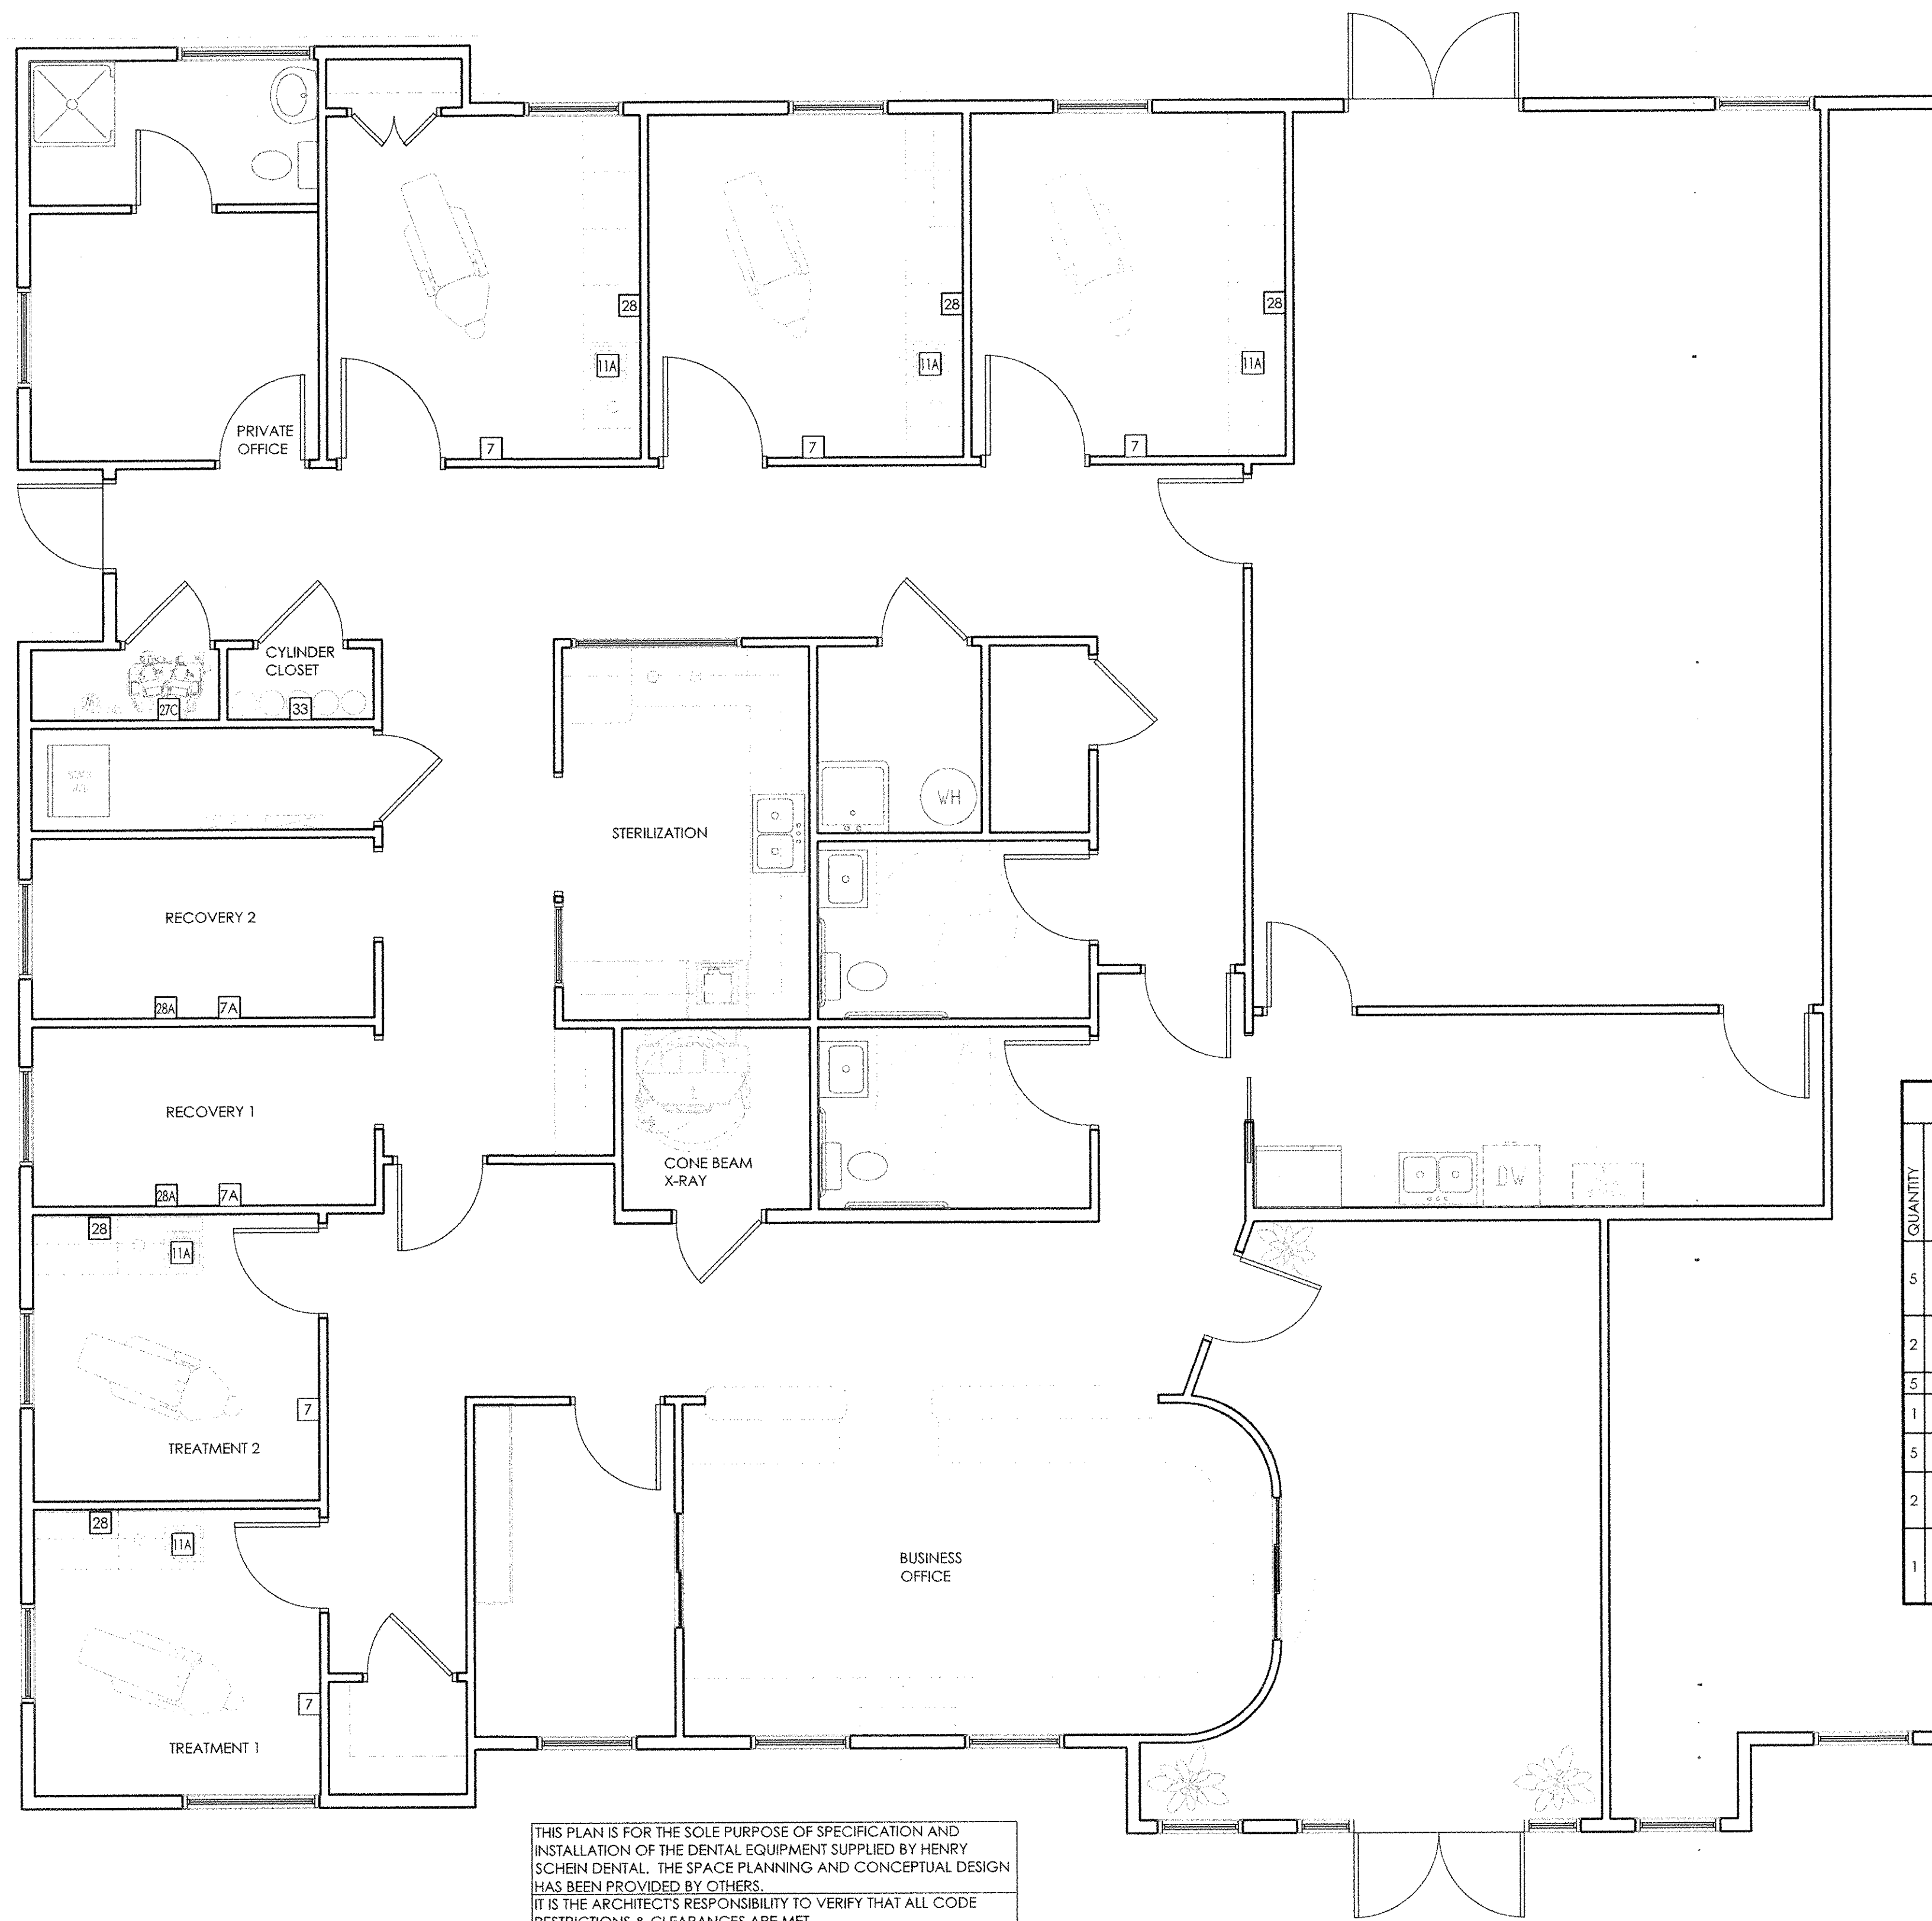 28
28
28
11A
11A
11A
PRIVATE
OFFICE
7
7
7
CYLINDER
CLOSET
27C
33
WH
STERILIZATION
RECOVERY 2
28A
7A
RECOVERY 1
CONE BEAM
X-RAY
28A
7A
DW
QUANTITY
28
11A
5
2
5
1
5
2
1
7
TREATMENT 2
28
11A
BUSINESS
OFFICE
7
TREATMENT 1
THIS PLAN IS FOR THE SOLE PURPOSE OF SPECIFICATION AND
INSTALLATION OF THE DENTAL EQUIPMENT SUPPLIED BY HENRY
SCHEIN DENTAL. THE SPACE PLANNING AND CONCEPTUAL DESIGN
HAS BEEN PROVIDED BY OTHERS.
IT IS THE ARCHITECT'S RESPONSIBILITY TO VERIFY THAT ALL CODE
RESTRICTIONS & CLEARANCES ARE MET